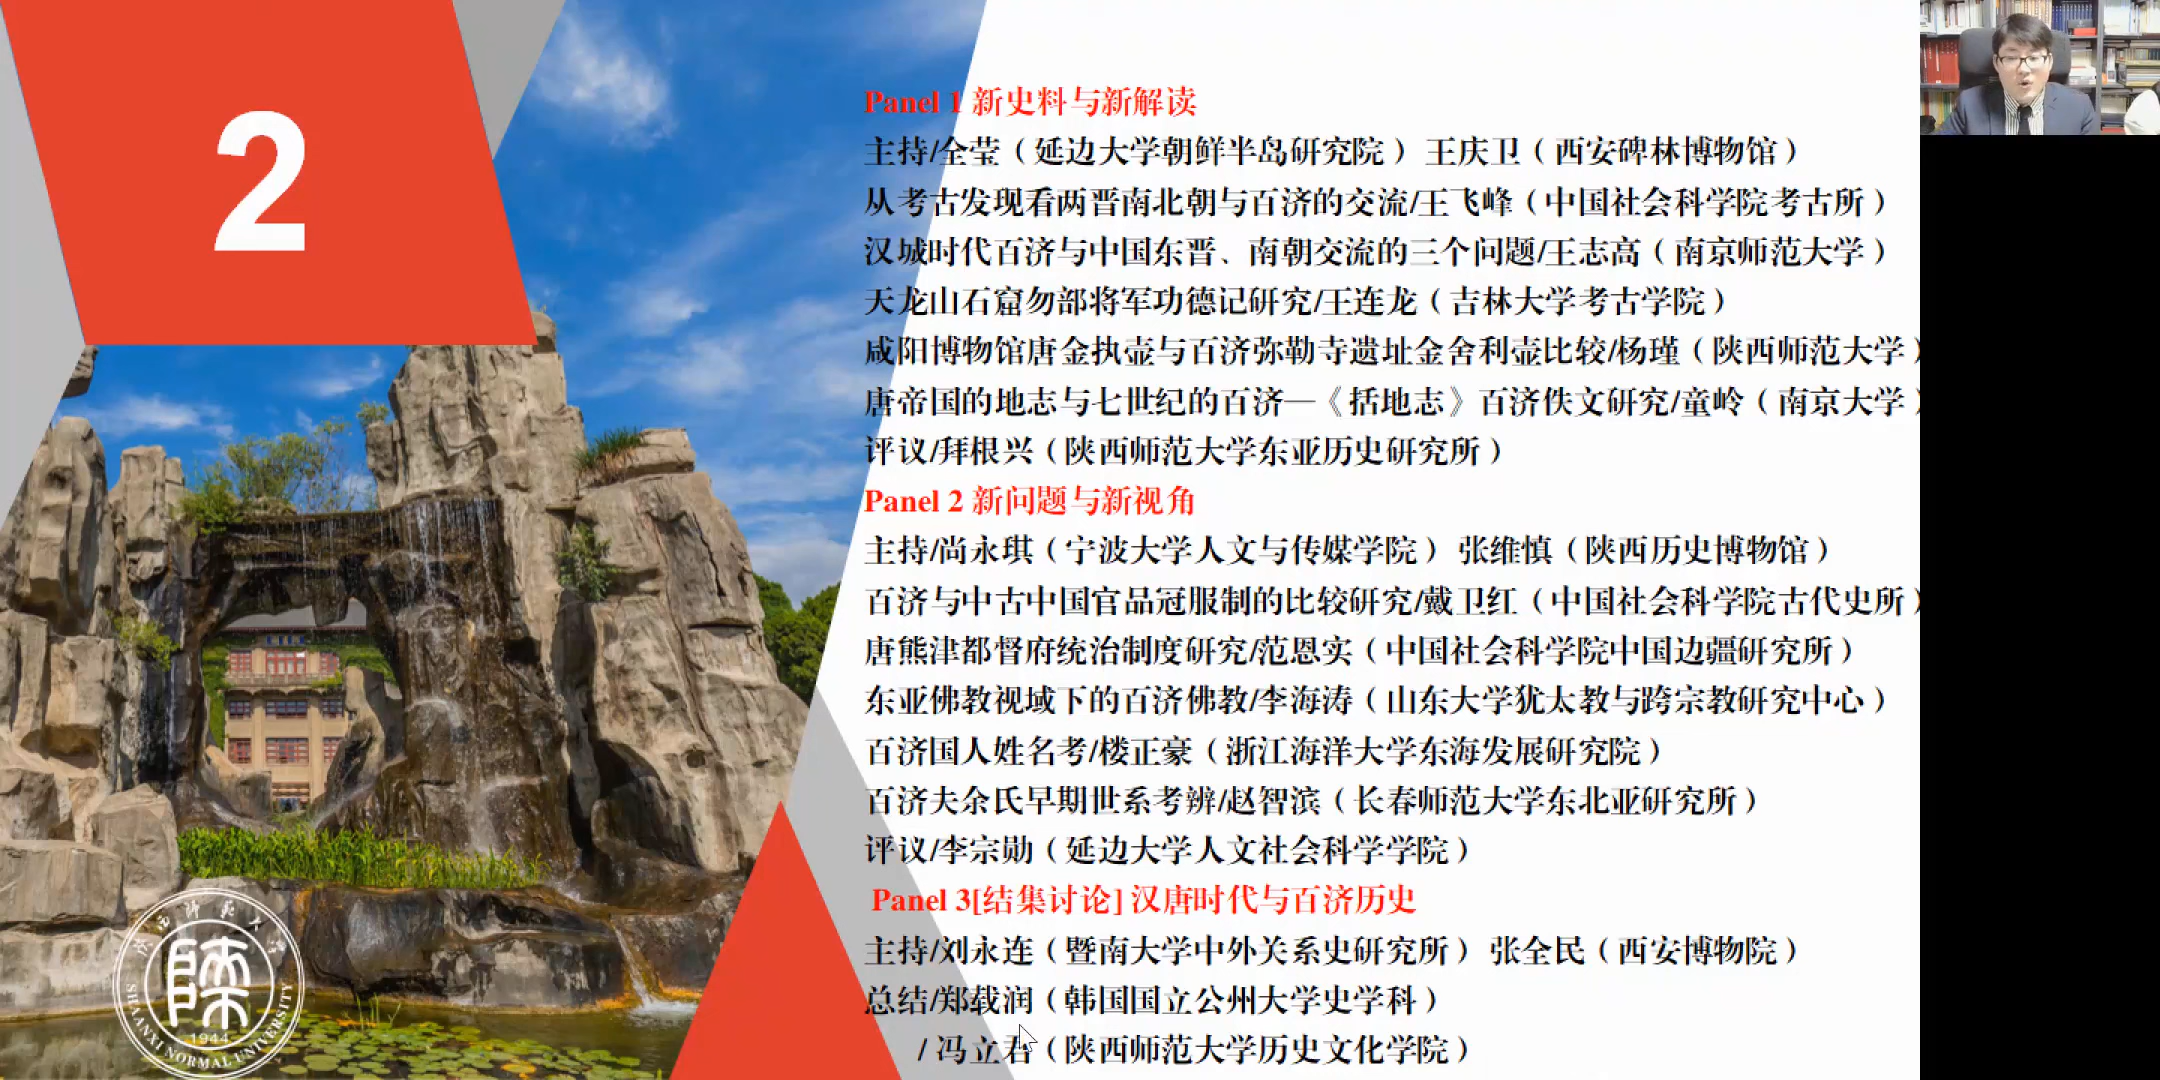 2
Panel 1 新史料与新解读
主持/全莹（延边大学朝鲜半岛研究院） 王庆卫（西安碑林博物馆）
从考古发现看两晋南北朝与百济的交流/王飞峰（中国社会科学院考古所）
汉城时代百济与中国东晋、南朝交流的三个问题/王志高（南京师范大学）
天龙山石窟勿部将军功德记研究/王连龙（吉林大学考古学院）
咸阳博物馆唐金执壶与百济弥勒寺遗址金舍利壶比较/杨瑾（陕西师范大学）
唐帝国的地志与七世纪的百济—《括地志》百济佚文研究/童岭（南京大学）
评议/拜根兴（陕西师范大学东亚历史研究所）
Panel 2 新问题与新视角
主持/尚永琪（宁波大学人文与传媒学院） 张维慎（陕西历史博物馆）
百济与中古中国官品冠服制的比较研究/戴卫红（中国社会科学院古代史所）
唐熊津都督府统治制度研究/范恩实（中国社会科学院中国边疆研究所）
东亚佛教视域下的百济佛教/李海涛（山东大学犹太教与跨宗教研究中心）
百济国人姓名考/楼正豪（浙江海洋大学东海发展研究院）
百济夫余氏早期世系考辨/赵智滨（长春师范大学东北亚研究所）
评议/李宗勋（延边大学人文社会科学学院）
Panel 3[结集讨论] 汉唐时代与百济历史
主持/刘永连（暨南大学中外关系史研究所） 张全民（西安博物院）
总结/郑载润（韩国国立公州大学史学科）
/ 冯立君（陕西师范大学历史文化学院）
陕西师范大学
陕师
1944
SHAANXI NORMAL UNIVERSITY